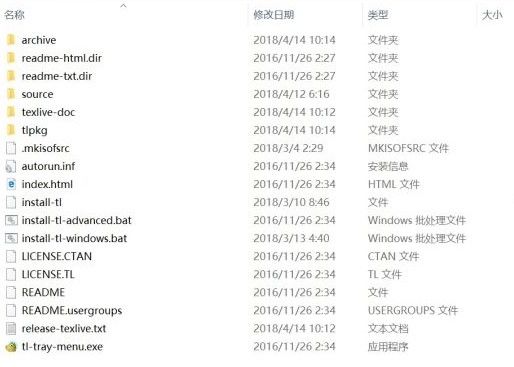 名称 修改日期 类型 大小
archive 2018/4/14 10:14 文件夹
readme-html.dir 2016/11/26 2:27 文件夹
readme-txt.dir 2016/11/26 2:27 文件夹
source 2018/4/12 6:16 文件夹
texlive-doc 2018/4/14 10:12 文件夹
tlpkg 2018/4/14 10:14 文件夹
.mkisofsrc 2018/3/4 2:29 MKISOFSRC 文件
autorun.inf 2016/11/26 2:34 安装信息
index.html 2016/11/26 2:34 HTML 文件
install-tl 2018/3/10 8:46 文件
install-tl-advanced.bat 2016/11/26 2:34 Windows 批处理文件
install-tl-windows.bat 2018/3/13 4:40 Windows 批处理文件
LICENSE.CTAN 2016/11/26 2:34 CTAN 文件
LICENSE.TL 2016/11/26 2:34 TL 文件
README 2016/11/26 2:34 文件
README.usergroups 2016/11/26 2:34 USERGROUPS 文件
release-texlive.txt 2018/4/14 10:12 文本文档
tl-tray-menu.exe 2016/11/26 2:34 应用程序